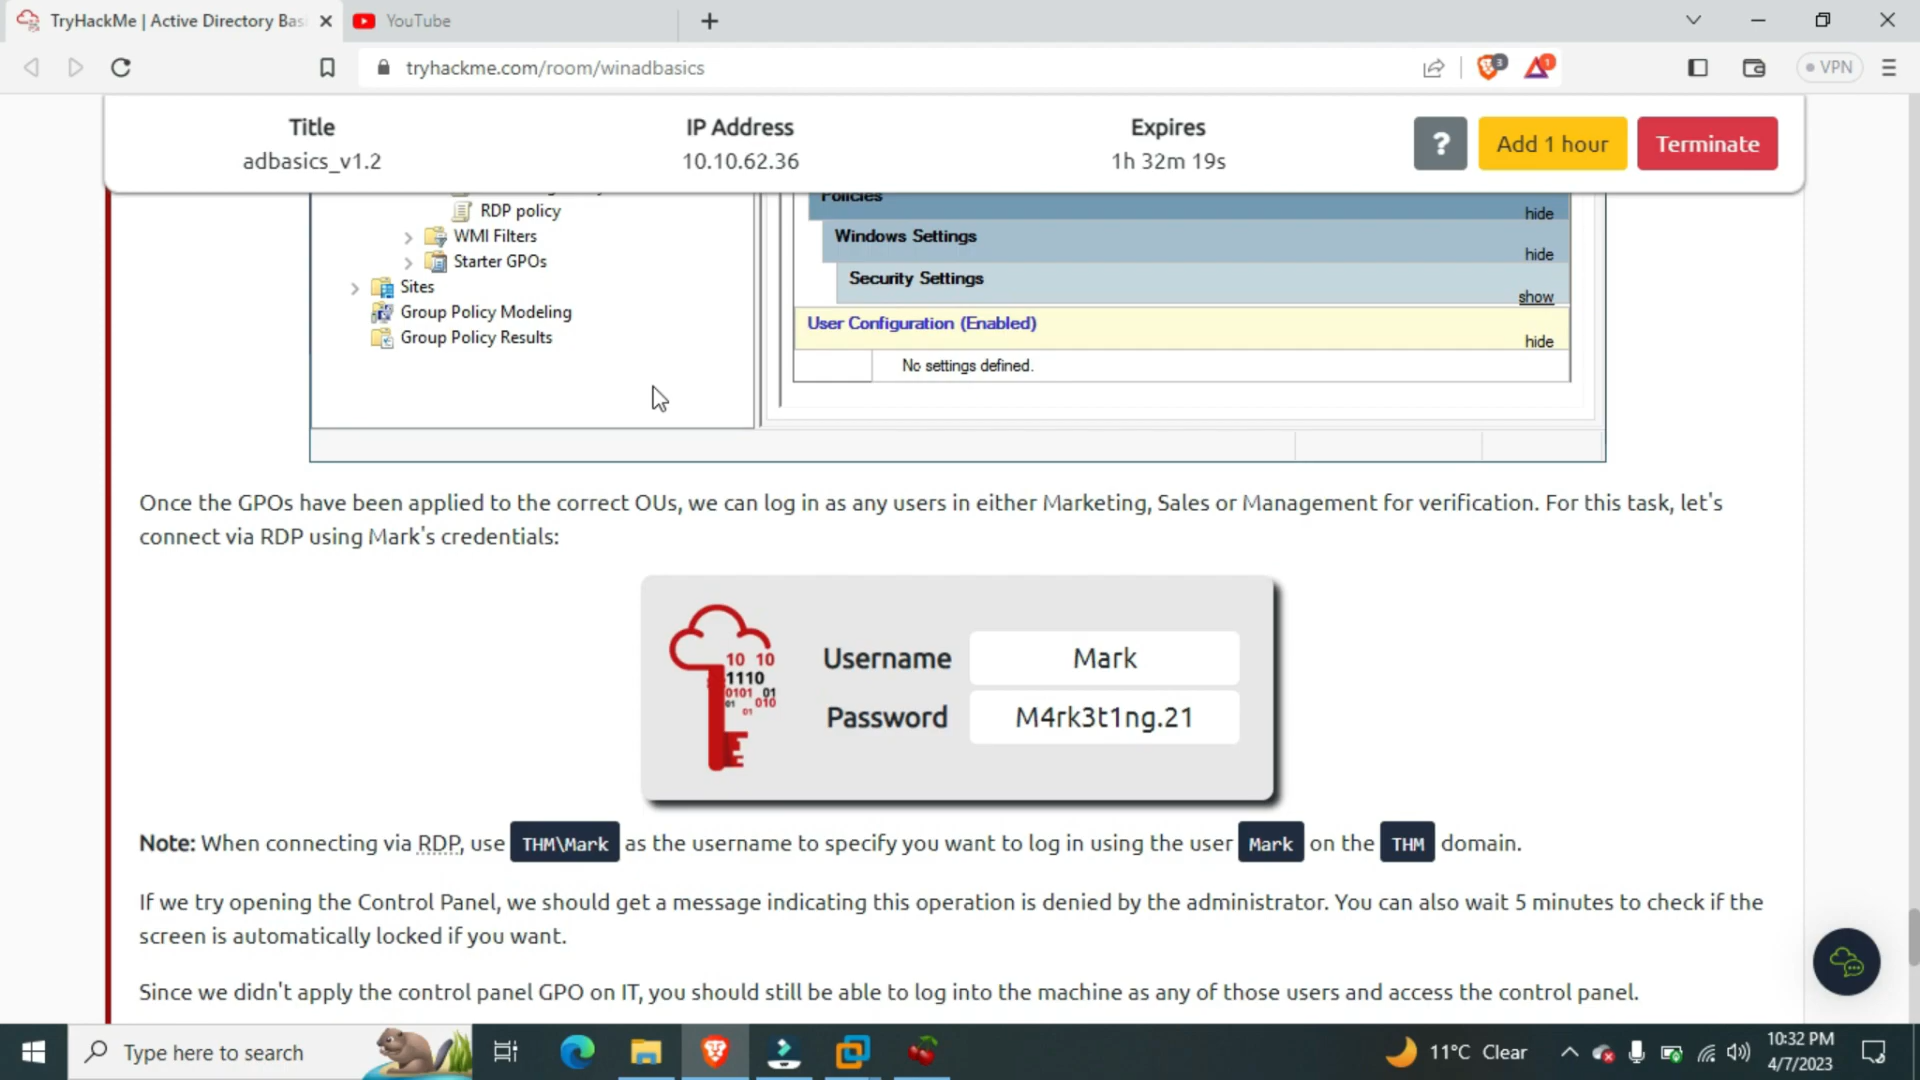 TryHackMe | Active Directory Bas
YouTube
tryhackme.com/room/winadbasics
3
1
VPN
Title
IP Address
Expires
adbasics_v1.2
10.10.62.36
1h 32m 19s
?
Add 1 hour
Terminate
RDP policy
WMI Filters
Starter GPOs
Sites
Group Policy Modeling
Group Policy Results
Policies
hide
Windows Settings
hide
Security Settings
show
User Configuration (Enabled)
hide
No settings defined.
Once the GPOs have been applied to the correct OUs, we can log in as any users in either Marketing, Sales or Management for verification. For this task, let's
connect via RDP using Mark's credentials:
10 10
1110
0101 01
01 010
01
Username
Mark
Password
M4rk3t1ng.21
Note: When connecting via RDP, use THM\Mark as the username to specify you want to log in using the user Mark on the THM domain.
If we try opening the Control Panel, we should get a message indicating this operation is denied by the administrator. You can also wait 5 minutes to check if the
screen is automatically locked if you want.
Since we didn't apply the control panel GPO on IT, you should still be able to log into the machine as any of those users and access the control panel.
Type here to search
11°C Clear
10:32 PM
4/7/2023